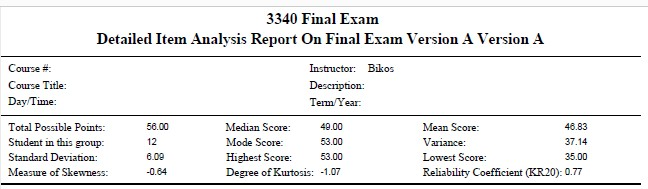 3340 Final Exam
Detailed Item Analysis Report On Final Exam Version A Version A
Course #: Instructor: Bikos
Course Title: Description:
Day/Time: Term/Year:
Total Possible Points: 56.00 Median Score: 49.00 Mean Score: 46.83
Student in this group: 12 Mode Score: 53.00 Variance: 37.14
Standard Deviation: 6.09 Highest Score: 53.00 Lowest Score: 35.00
Measure of Skewness: -0.64 Degree of Kurtosis: -1.07 Reliability Coefficient (KR20): 0.77